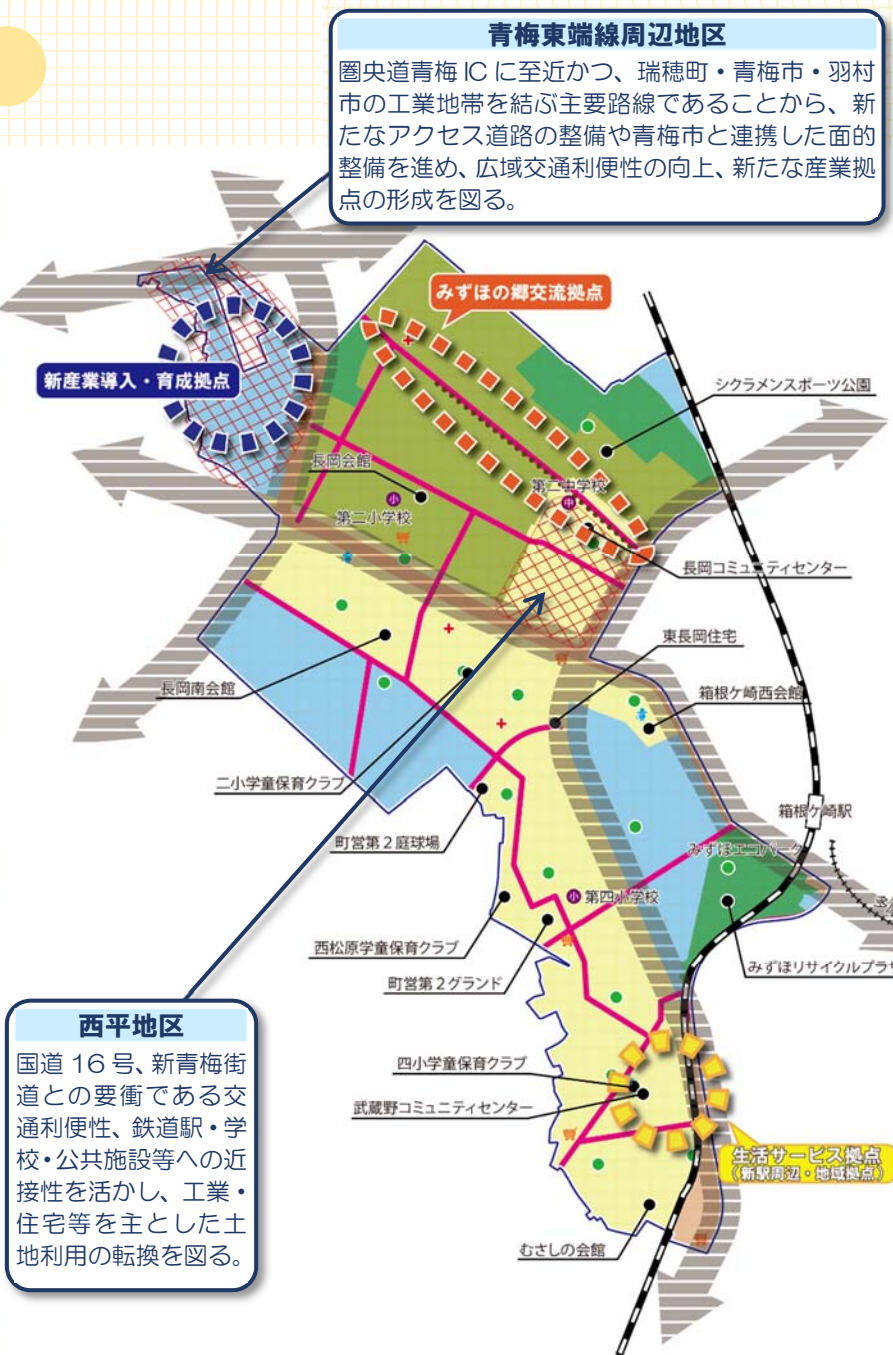 青梅東端線周辺地区
圏央道青梅 IC に至近かつ、瑞穂町・青梅市・羽村
市の工業地帯を結ぶ主要路線であることから、新
たなアクセス道路の整備や青梅市と連携した面的
整備を進め、広域交通利便性の向上、新たな産業拠
点の形成を図る。
みずほの郷交流拠点
新産業導入・育成拠点
シクラメンスポーツ公園
長岡会館
第二中学校
中
小
第二小学校
長岡コミュニティセンター
東長岡住宅
長岡南会館
箱根ケ崎西会館
二小学童保育クラブ
箱根ケ崎駅
町営第2庭球場
みずほエコパーク
小 第四小学校
西松原学童保育クラブ
町営第2グランド
みずほリサイクルプラザ
西平地区
国道 16 号、新青梅街
道との要衝である交
通利便性、鉄道駅・学
校・公共施設等への近
接性を活かし、工業・
住宅等を主とした土
地利用の転換を図る。
四小学童保育クラブ
武蔵野コミュニティセンター
生活サービス拠点
(新駅周辺・地域拠点)
むさしの会館